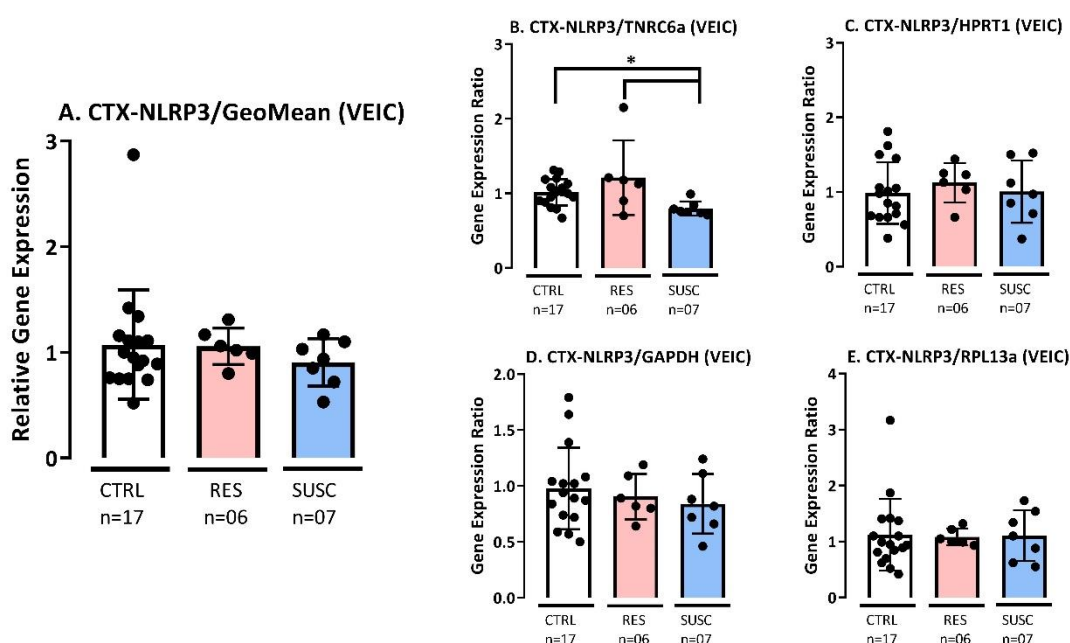 A. CTX-NLRP3/GeoMean (VEIC)
Relative Gene Expression
3
2
1
0
CTRL RES SUSC
n=17 n=06 n=07
B. CTX-NLRP3/TNRC6a (VEIC)
Gene Expression Ratio
3
2
1
0
*
CTRL RES SUSC
n=17 n=06 n=07
C. CTX-NLRP3/HPRT1 (VEIC)
Gene Expression Ratio
3
2
1
0
CTRL RES SUSC
n=17 n=06 n=07
D. CTX-NLRP3/GAPDH (VEIC)
Gene Expression Ratio
2.0
1.5
1.0
0.5
0.0
CTRL RES SUSC
n=17 n=06 n=07
E. CTX-NLRP3/RPL13a (VEIC)
Gene Expression Ratio
4
3
2
1
0
CTRL RES SUSC
n=17 n=06 n=07